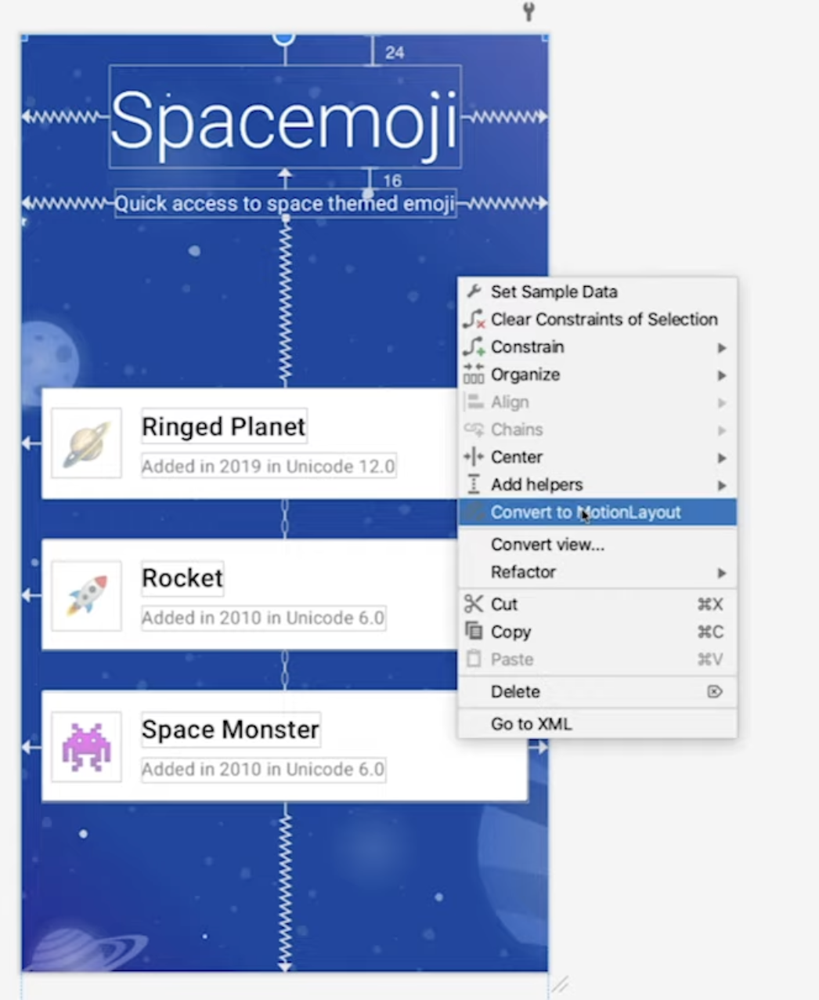 24
Spacemoji
16
Quick access to space themed emoji
Set Sample Data
Clear Constraints of Selection
Constrain
Organize
Align
Chains
Center
Add helpers
Convert to MotionLayout
Convert view...
Refactor
Cut ⌘X
Copy ⌘C
Paste ⌘V
Delete
Go to XML
Ringed Planet
Added in 2019 in Unicode 12.0
Rocket
Added in 2010 in Unicode 6.0
Space Monster
Added in 2010 in Unicode 6.0